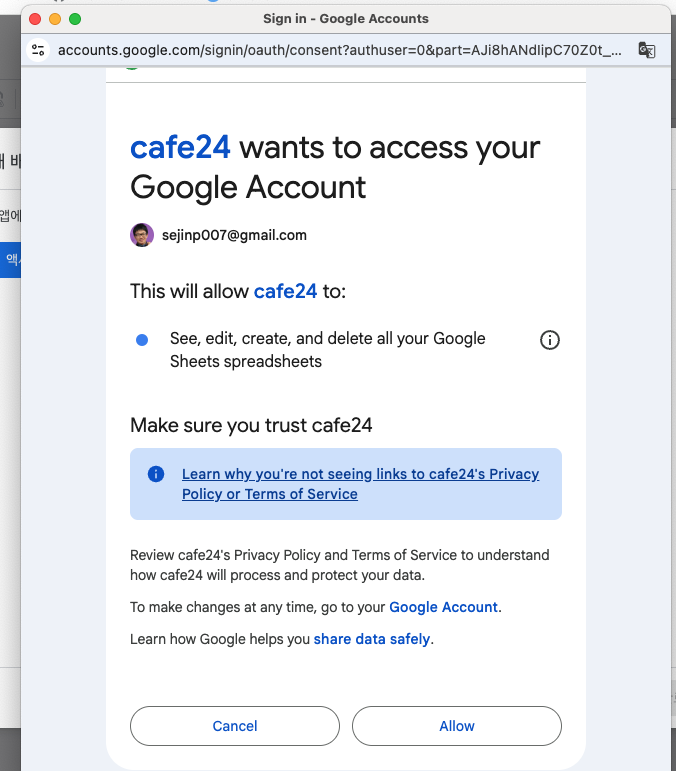 Sign in - Google Accounts
accounts.google.com/signin/oauth/consent?authuser=0&part=AJi8hANdlipC70Z0t_...
cafe24 wants to access your
Google Account
sejinp007@gmail.com
This will allow cafe24 to:
See, edit, create, and delete all your Google
Sheets spreadsheets
Make sure you trust cafe24
Learn why you're not seeing links to cafe24's Privacy
Policy or Terms of Service
Review cafe24's Privacy Policy and Terms of Service to understand
how cafe24 will process and protect your data.
To make changes at any time, go to your Google Account.
Learn how Google helps you share data safely.
Cancel
Allow
앱에